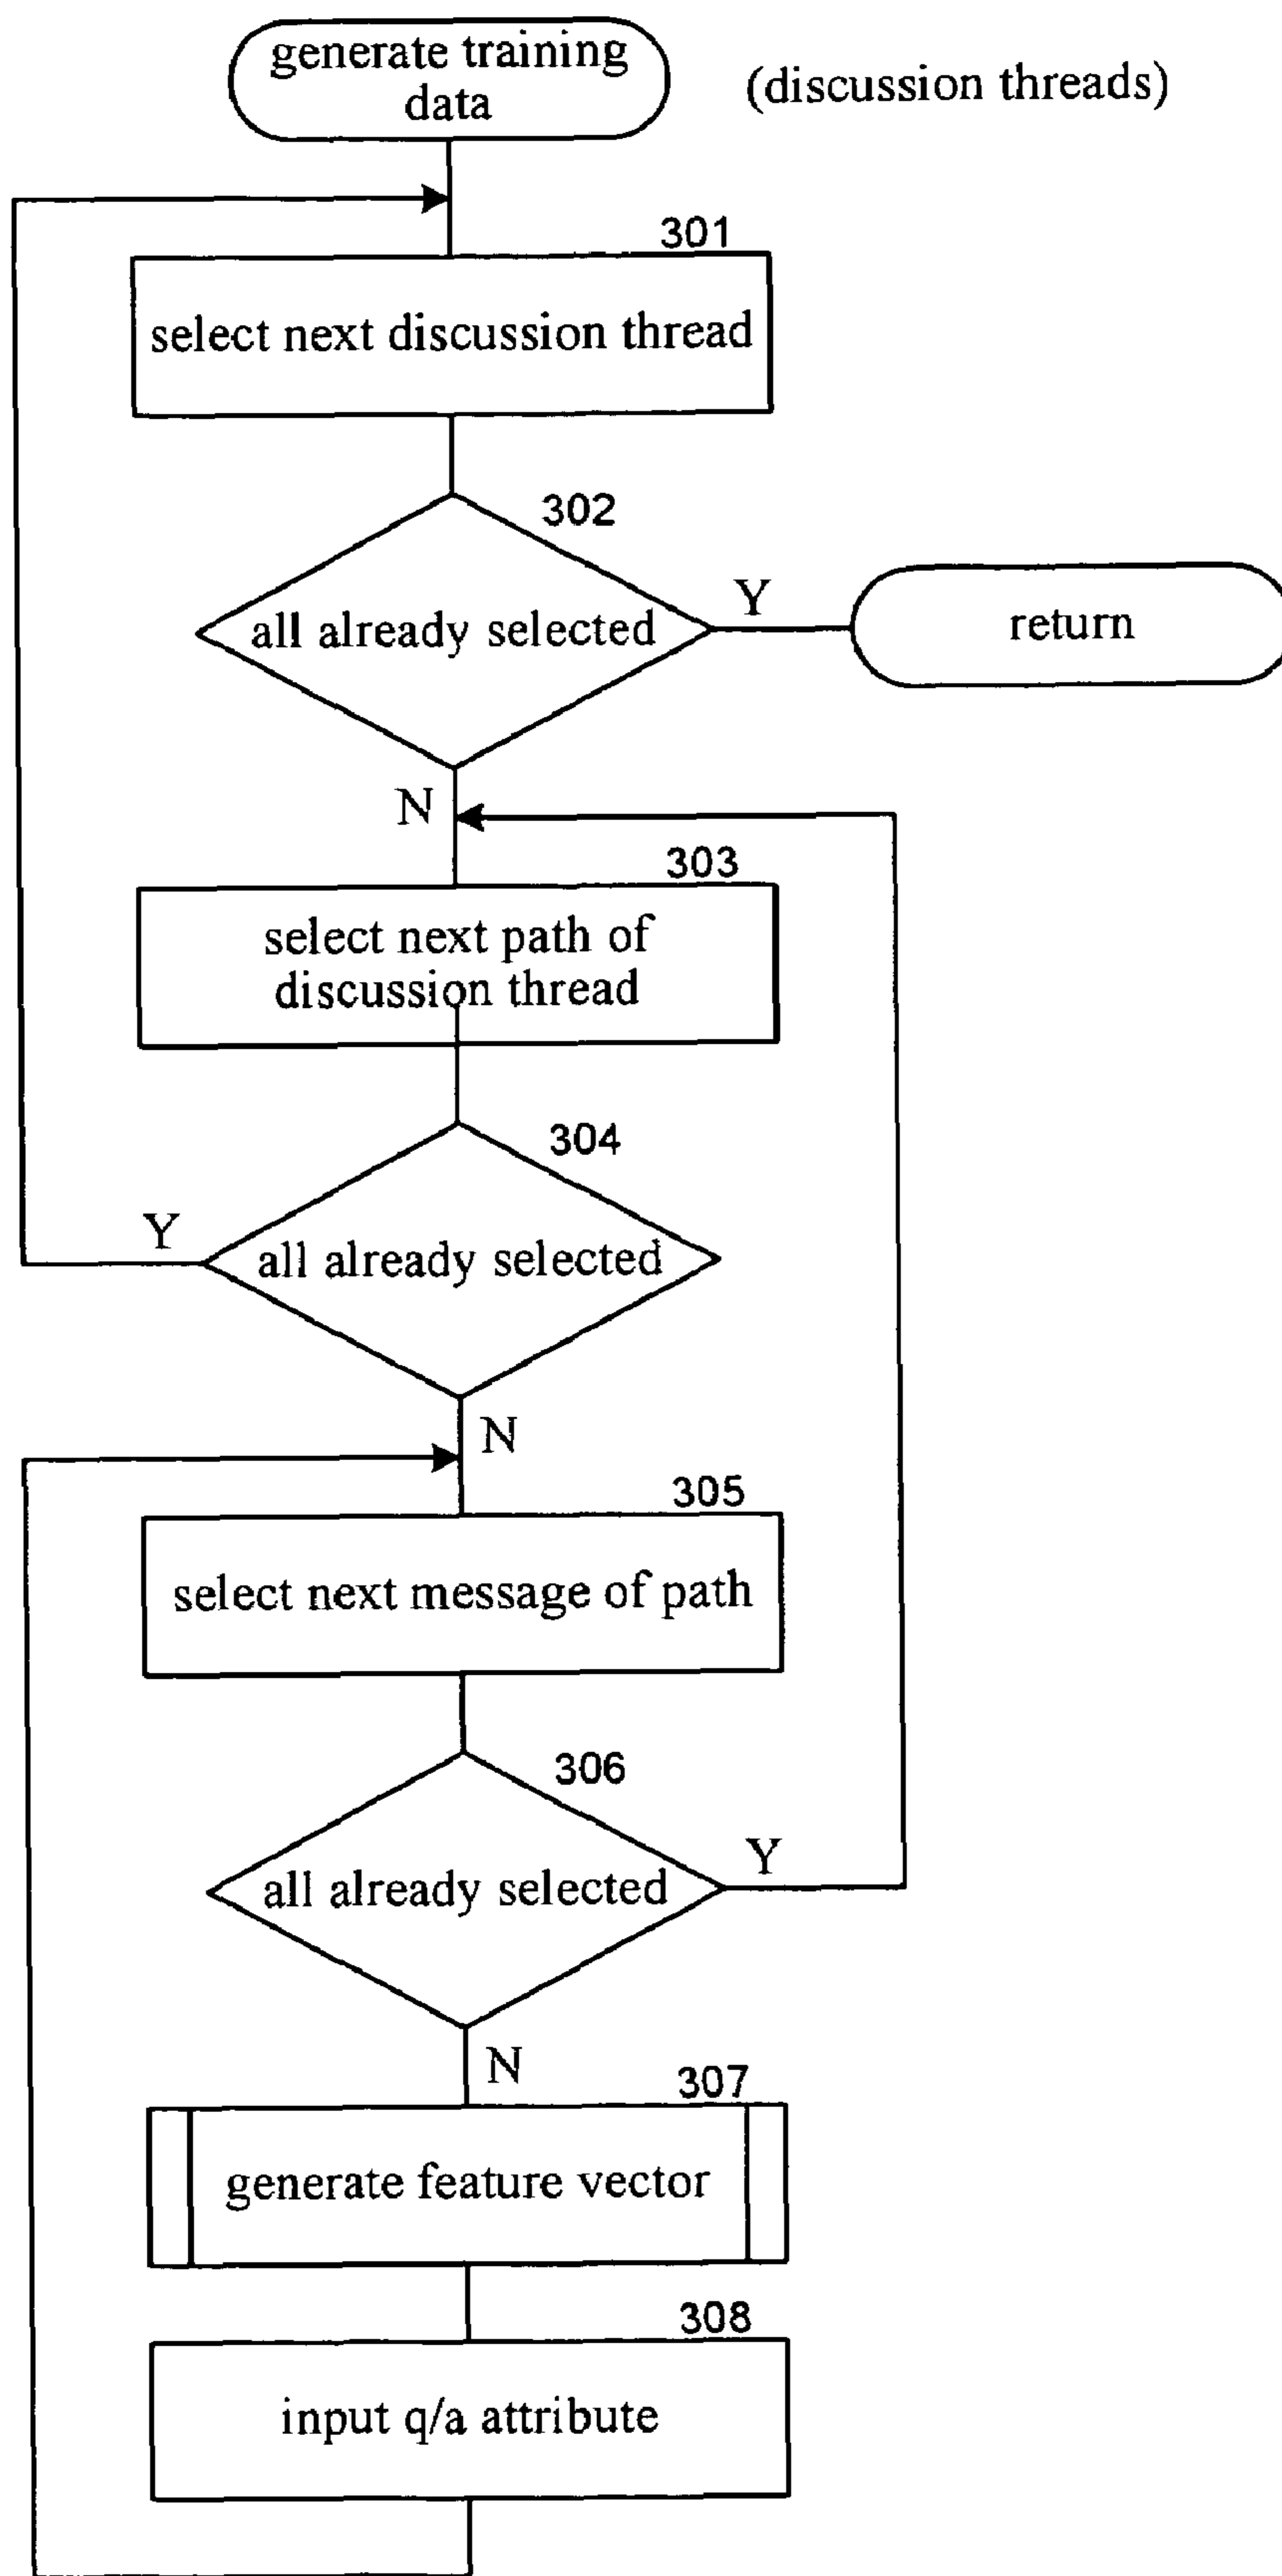 generate training
data
(discussion threads)
301
select next discussion thread
302
all already selected
Y
return
N
303
select next path of
discussion thread
304
Y
all already selected
N
305
select next message of path
306
Y
all already selected
N
307
generate feature vector
308
input q/a attribute